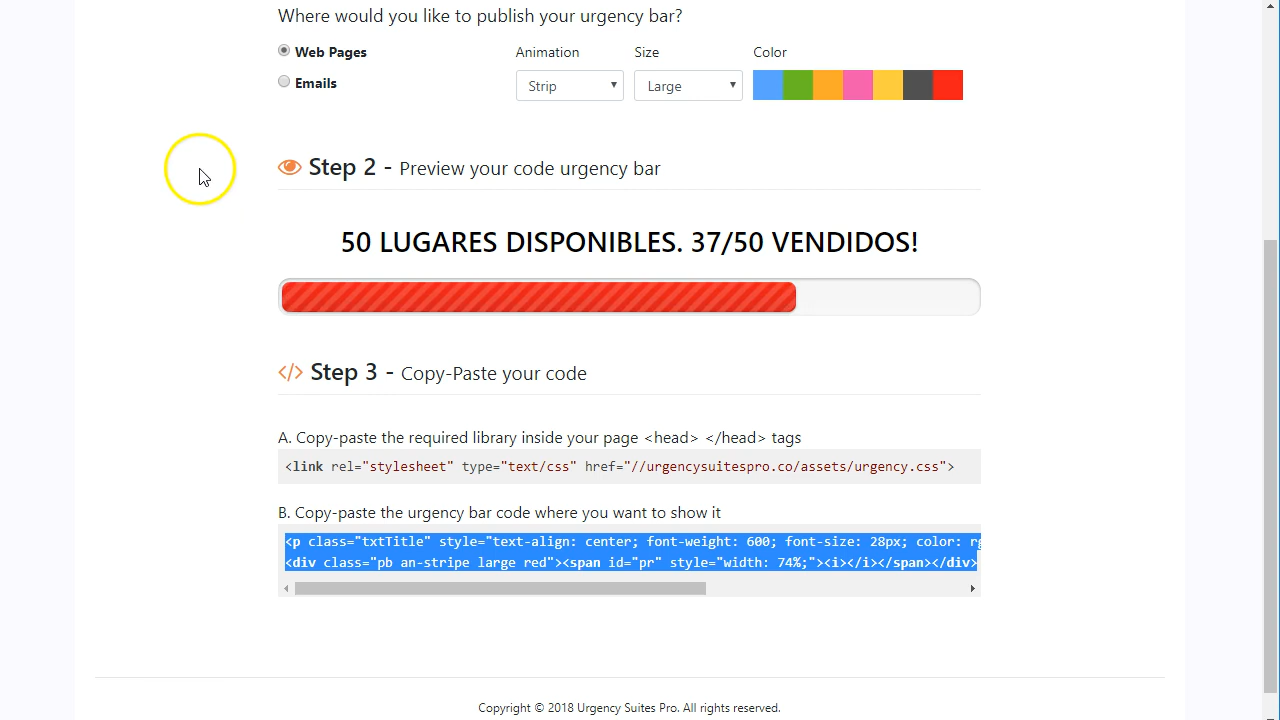 Where would you like to publish your urgency bar?
Web Pages
Animation
Size
Color
Emails
Strip
Large
Step 2 - Preview your code urgency bar
50 LUGARES DISPONIBLES. 37/50 VENDIDOS!
</> Step 3 - Copy-Paste your code
A. Copy-paste the required library inside your page <head> </head> tags
<link rel="stylesheet" type="text/css" href="//urgencysuitespro.co/assets/urgency.css">
B. Copy-paste the urgency bar code where you want to show it
<p class="txtTitle" style="text-align: center; font-weight: 600; font-size: 28px; color:
<div class="pb an-stripe large red"><span id="pr" style="width: 74%;"><i></i></span></div>
Copyright © 2018 Urgency Suites Pro. All rights reserved.